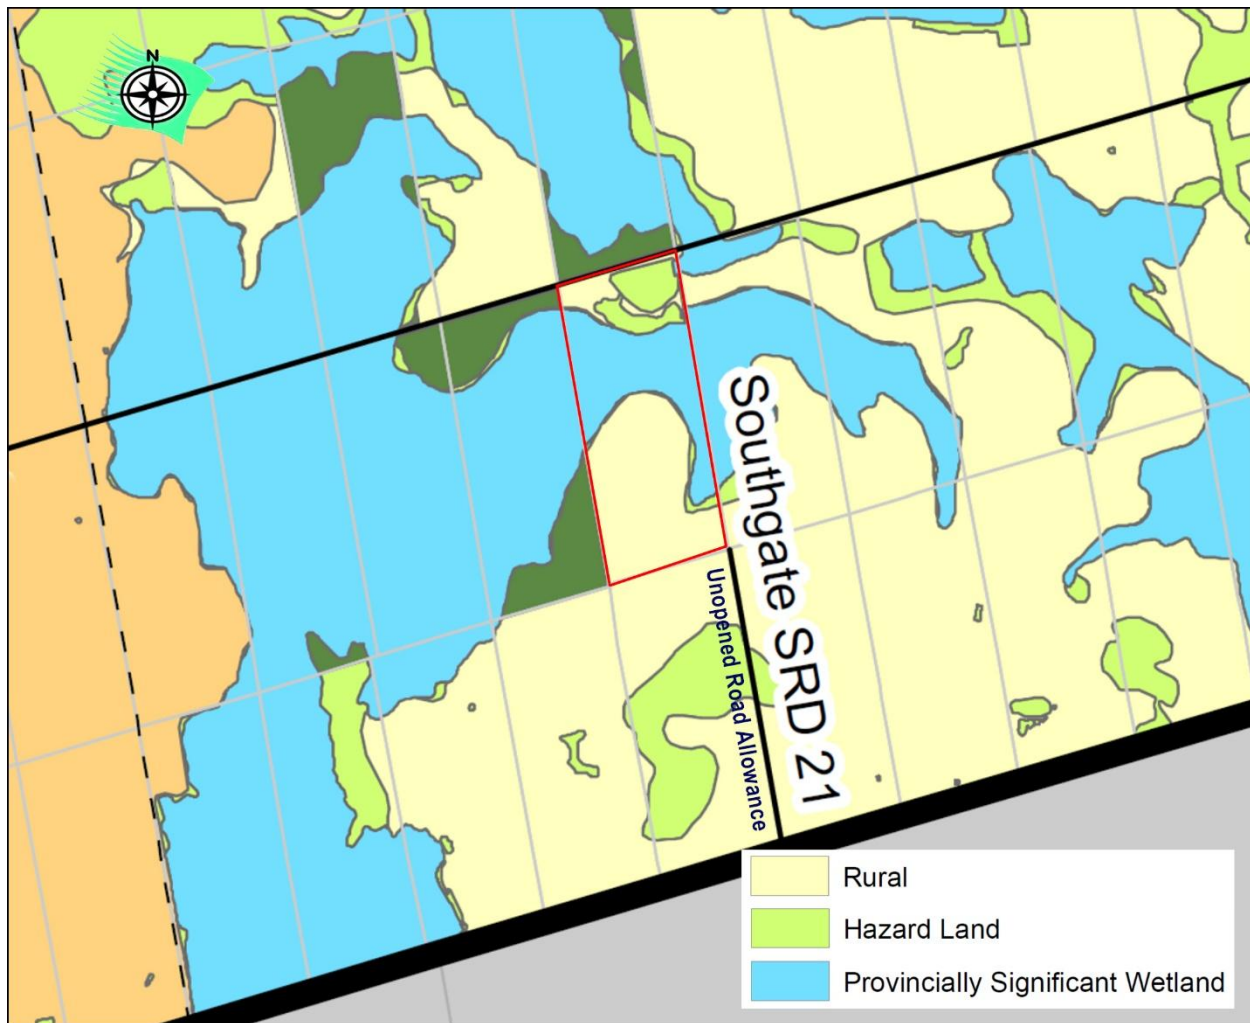 N
Southgate SRD 21
Unopened Road Allowance
Rural
Hazard Land
Provincially Significant Wetland